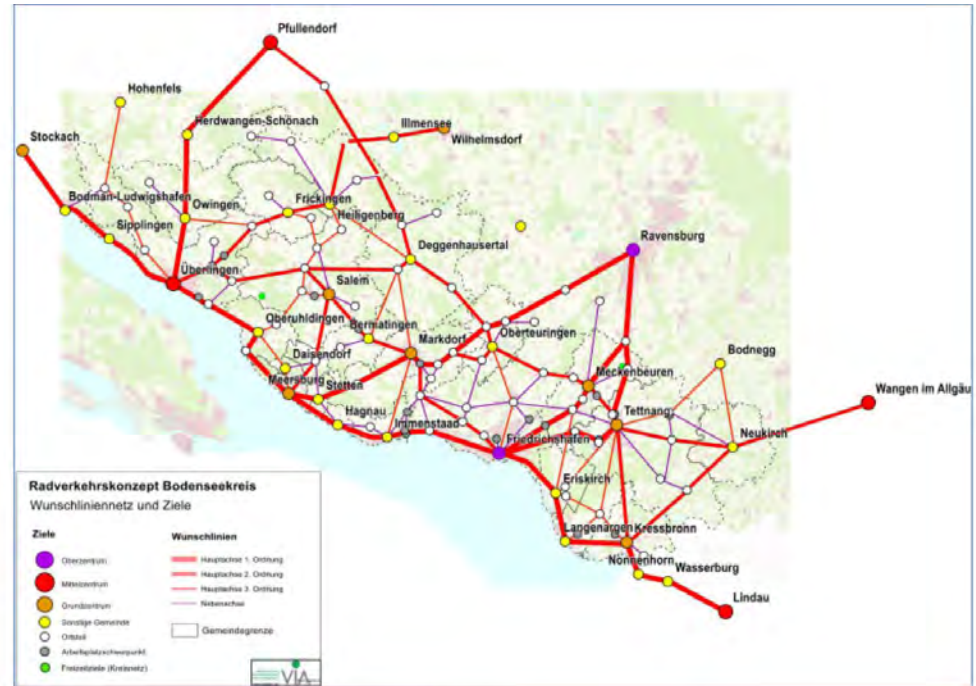 Pfullendorf
Hohenfels
Herdwangen-Schönach
Illmensee
Wilhelmsdorf
Stockach
Bodman-Ludwigshafen
Owingen
Frickingen
Heiligenberg
Sipplingen
Deggenhausertal
Ravensburg
Überlingen
Salem
Oberuhldingen
Bermatingen
Markdorf
Oberteuringen
Daisendorf
Meckenbeuren
Bodnegg
Meersburg
Stetten
Wangen im Allgäu
Hagnau
Tettnang
Immenstaad
Friedrichshafen
Neukirch
Eriskirch
Langenargen
Kressbronn
Nonnenhorn
Wasserburg
Lindau
Radverkehrskonzept Bodenseekreis
Wunschliniennetz und Ziele
Ziele
Wunschlinien
Oberzentrum
Hauptachse 1. Ordnung
Mittelzentrum
Hauptachse 2. Ordnung
Hauptachse 3. Ordnung
Grundzentrum
Nebenachse
Sonstige Gemeinde
Ortsteil
Gemeindegrenze
Arbeitsplatzschwerpunkt
Freizeitziele (Kreisnetz)
VIA